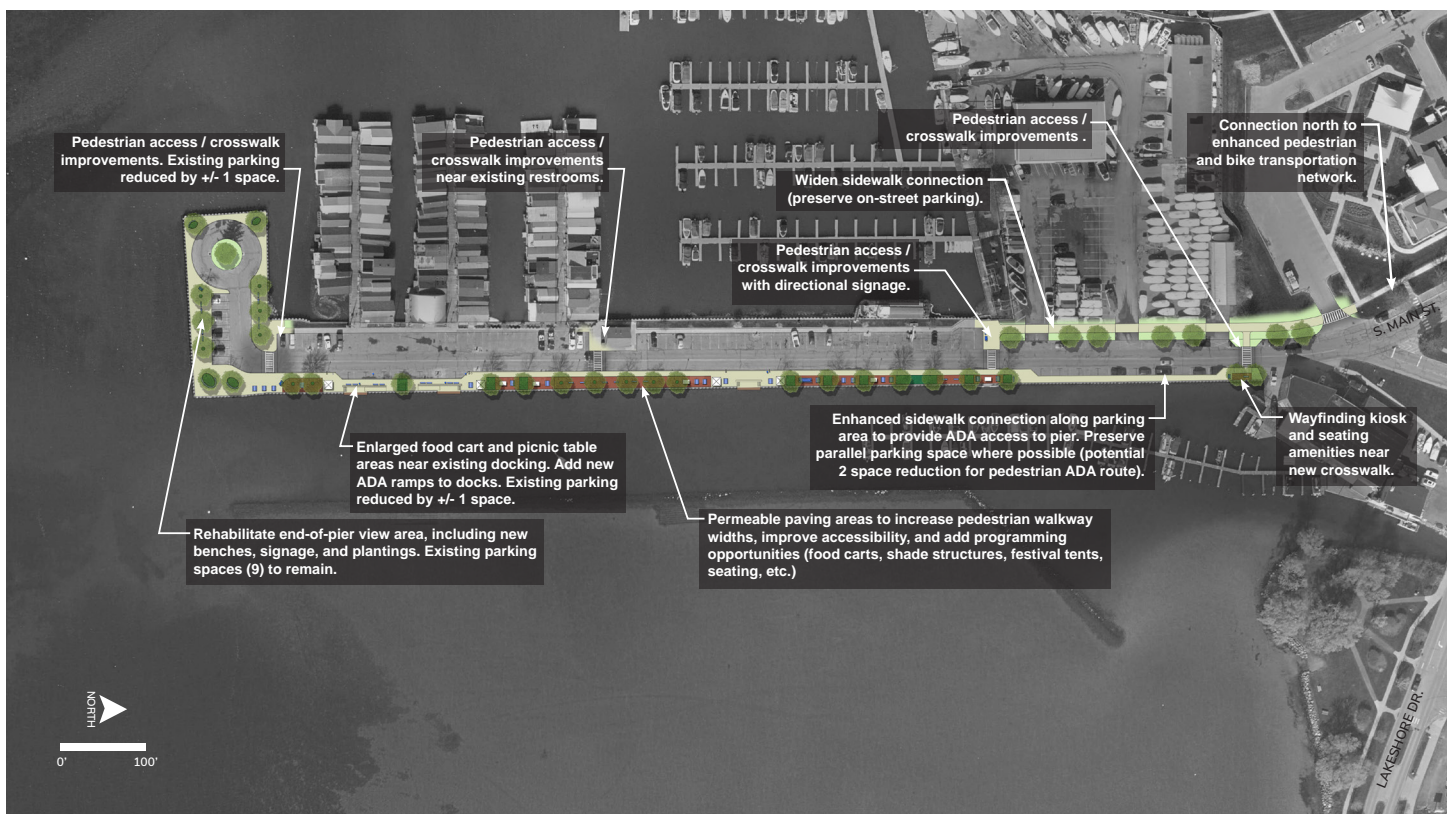 Pedestrian access / crosswalk
improvements. Existing parking
reduced by +/- 1 space.
Pedestrian access /
crosswalk improvements
near existing restrooms.
Pedestrian access /
crosswalk improvements .
Connection north to
enhanced pedestrian
and bike transportation
network.
Widen sidewalk connection
(preserve on-street parking).
Pedestrian access /
crosswalk improvements
with directional signage.
S. MAIN ST.
Enlarged food cart and picnic table
areas near existing docking. Add new
ADA ramps to docks. Existing parking
reduced by +/- 1 space.
Enhanced sidewalk connection along parking
area to provide ADA access to pier. Preserve
parallel parking space where possible (potential
2 space reduction for pedestrian ADA route).
Wayfinding kiosk
and seating
amenities near
new crosswalk.
Rehabilitate end-of-pier view area, including new
benches, signage, and plantings. Existing parking
spaces (9) to remain.
Permeable paving areas to increase pedestrian walkway
widths, improve accessibility, and add programming
opportunities (food carts, shade structures, festival tents,
seating, etc.)
NORTH
0' 100'
LAKESHORE DR.